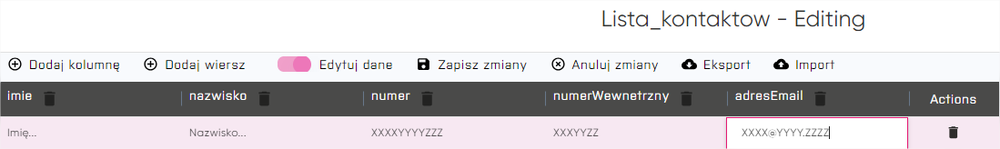 Lista_kontaktow - Editing
Dodaj kolumnę Dodaj wiersz Edytuj dane Zapisz zmiany Anuluj zmiany Eksport Import
imie nazwisko numer numerWewnetrzny adresEmail Actions
Imię... Nazwisko... XXXXYYYYZZZ XXXYYZZ XXXX@YYYY.ZZZZ